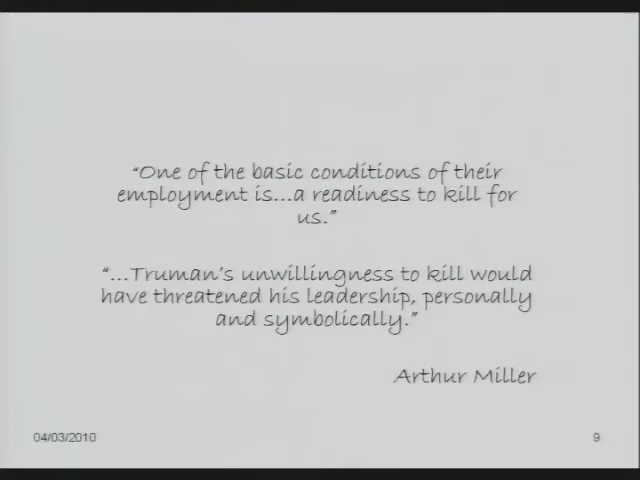 “One of the basic conditions of their
employment is...a readiness to kill for
us.”
“...Truman’s unwillingness to kill would
have threatened his leadership, personally
and symbolically.”
Arthur Miller
04/03/2010
9